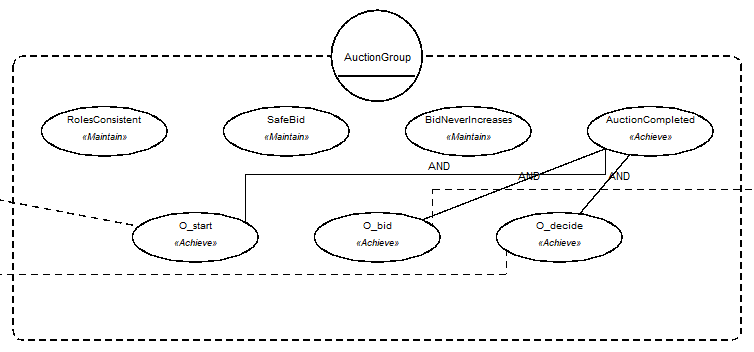 AuctionGroup
RolesConsistent
«Maintain»
SafeBid
«Maintain»
BidNeverIncreases
«Maintain»
AuctionCompleted
«Achieve»
AND
AND
AND
O_start
«Achieve»
O_bid
«Achieve»
O_decide
«Achieve»